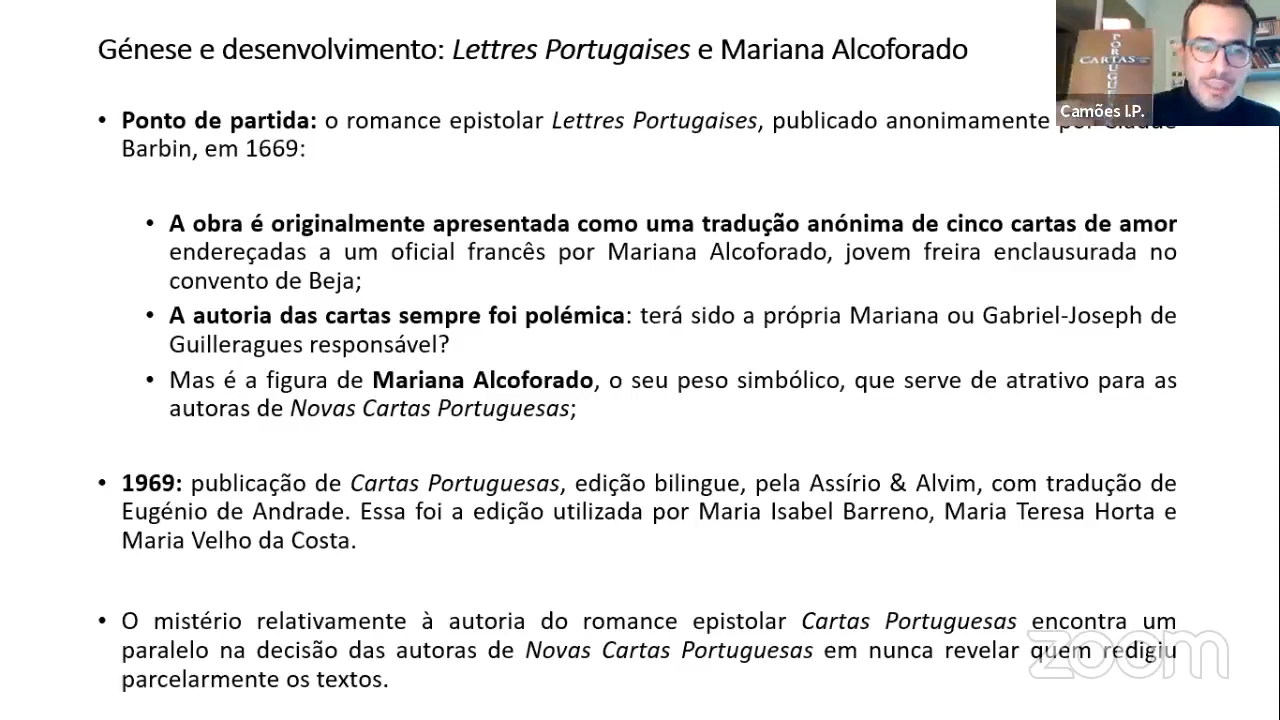 Génese e desenvolvimento: Lettres Portugaises e Mariana Alcoforado
PORTUGUE
CARTAS
Camões I.P.
• Ponto de partida: o romance epistolar Lettres Portugaises, publicado anonimamente por Claude
Barbin, em 1669:
• A obra é originalmente apresentada como uma tradução anónima de cinco cartas de amor
endereçadas a um oficial francês por Mariana Alcoforado, jovem freira enclausurada no
convento de Beja;
• A autoria das cartas sempre foi polémica: terá sido a própria Mariana ou Gabriel-Joseph de
Guilleragues responsável?
• Mas é a figura de Mariana Alcoforado, o seu peso simbólico, que serve de atrativo para as
autoras de Novas Cartas Portuguesas;
• 1969: publicação de Cartas Portuguesas, edição bilingue, pela Assírio & Alvim, com tradução de
Eugénio de Andrade. Essa foi a edição utilizada por Maria Isabel Barreno, Maria Teresa Horta e
Maria Velho da Costa.
• O mistério relativamente à autoria do romance epistolar Cartas Portuguesas encontra um
paralelo na decisão das autoras de Novas Cartas Portuguesas em nunca revelar quem redigiu
parcelarmente os textos.
zoom